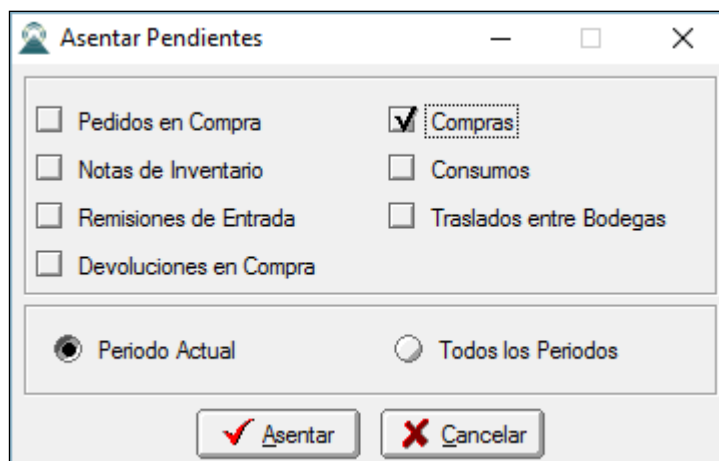 Asentar Pendientes
Pedidos en Compra
Compras
Notas de Inventario
Consumos
Remisiones de Entrada
Traslados entre Bodegas
Devoluciones en Compra
Periodo Actual
Todos los Periodos
Asentar
Cancelar